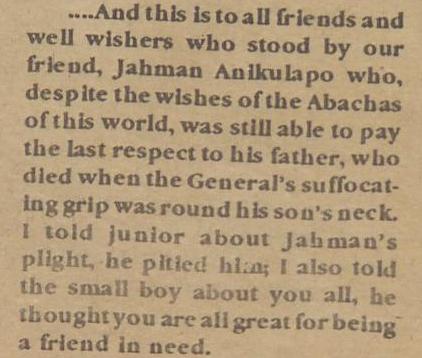 ....And this is to all friends and
well wishers who stood by our
friend, Jahman Anikulapo who,
despite the wishes of the Abachas
of this world, was still able to pay
the last respect to his father, who
died when the General's suffocat-
ing grip was round his son's neck.
I told junior about Jahman's
plight, he pitied him; I also told
the small boy about you all, he
thought you are all great for being
a friend in need.